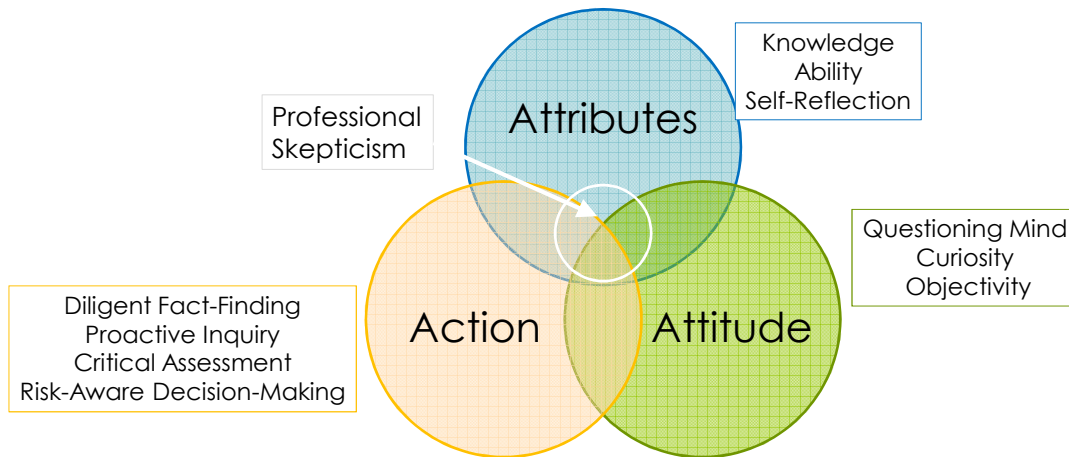 Knowledge
Ability
Self-Reflection
Professional
Skepticism
Attributes
Questioning Mind
Curiosity
Objectivity
Diligent Fact-Finding
Proactive Inquiry
Critical Assessment
Risk-Aware Decision-Making
Action
Attitude